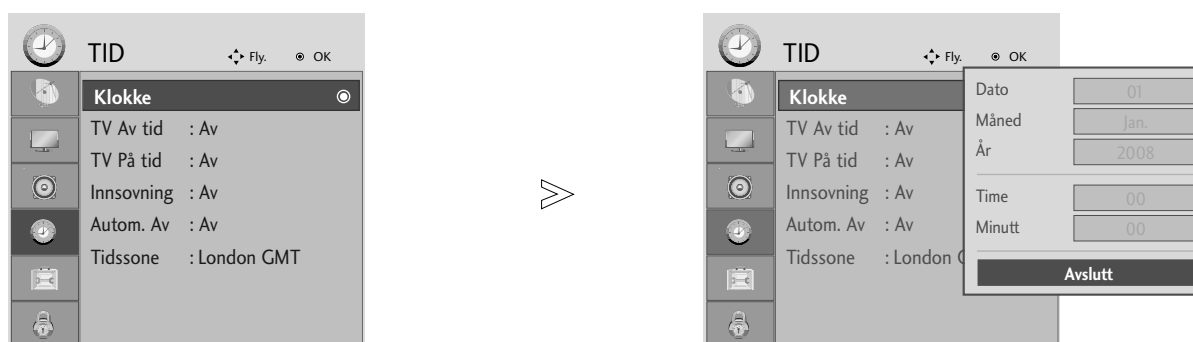 TID Fly. OK
Klokke
TV Av tid : Av
TV På tid : Av
Innsovning : Av
Autom. Av : Av
Tidssone : London GMT
TID Fly. OK
Klokke
TV Av tid : Av
TV På tid : Av
Innsovning : Av
Autom. Av : Av
Tidssone : London
Dato 01
Måned Jan.
År 2008
Time 00
Minutt 00
Avslutt